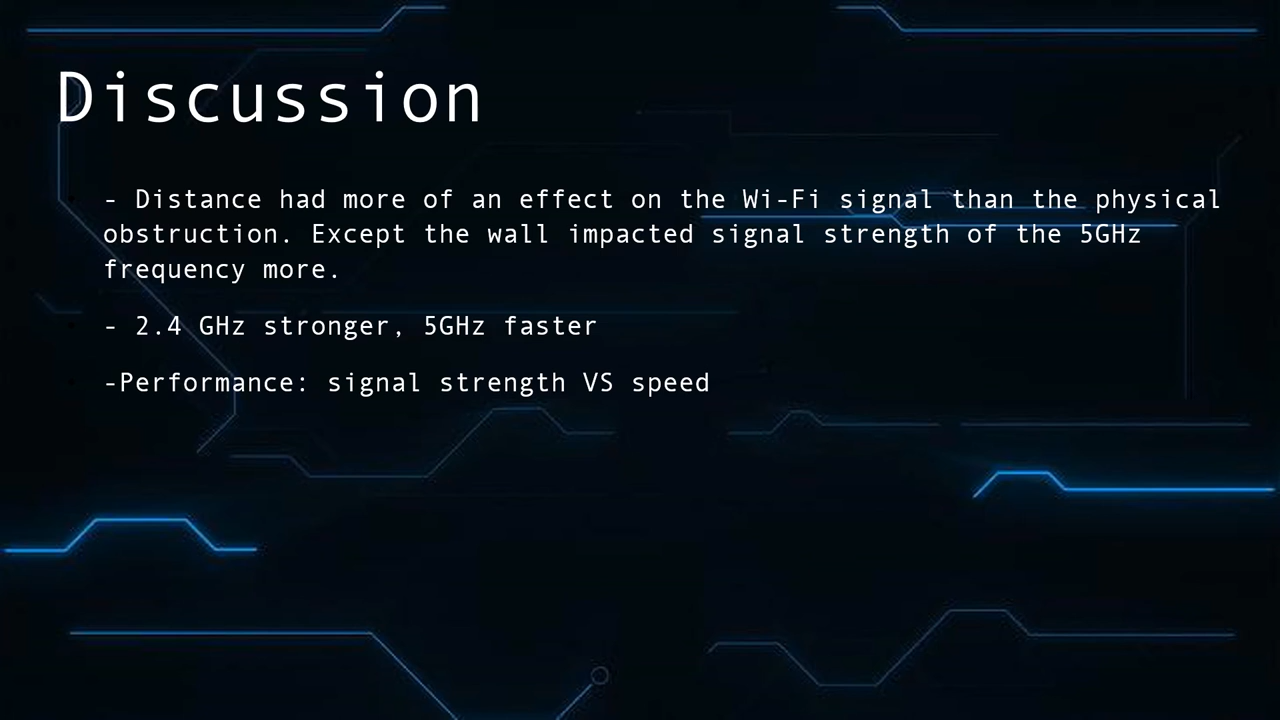 Discussion
- Distance had more of an effect on the Wi-Fi signal than the physical
obstruction. Except the wall impacted signal strength of the 5GHz
frequency more.
- 2.4 GHz stronger, 5GHz faster
-Performance: signal strength VS speed